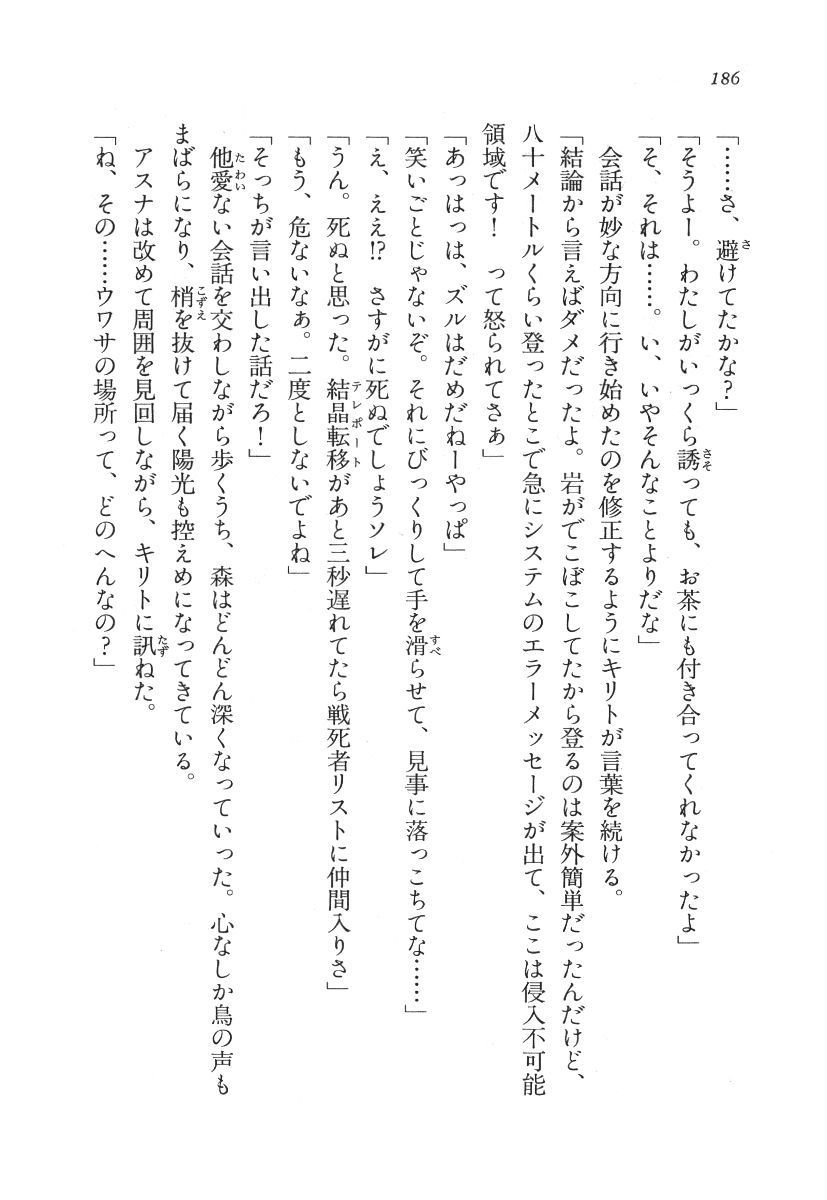 186
「……さ、避けてたかな？」
「そうよー。わたしがいっくら誘っても、お茶にも付き合ってくれなかったよ」
「そ、それは……。い、いやそんなことよりだな」
　会話が妙な方向に行き始めたのを修正するようにキリトが言葉を続ける。
「結論から言えばダメだったよ。岩がでこぼこしてたから登るのは案外簡単だったんだけど、
八十メートルくらい登ったとこで急にシステムのエラーメッセージが出て、ここは侵入不可能
領域です！　って怒られてさぁ」
「あっはっは、ズルはだめだねーやっぱ」
「笑いごとじゃないぞ。それにびっくりして手を滑らせて、見事に落っこちてな……」
「え、ええ!?　さすがに死ぬでしょうソレ」
「うん。死ぬと思った。結晶転移があと三秒遅れてたら戦死者リストに仲間入りさ」
「もう、危ないなぁ。二度としないでよね」
「そっちが言い出した話だろ！」
　他愛ない会話を交わしながら歩くうち、森はどんどん深くなっていった。心なしか鳥の声も
まばらになり、梢を抜けて届く陽光も控えめになってきている。
　アスナは改めて周囲を見回しながら、キリトに訊ねた。
「ね、その……ウワサの場所って、どのへんなの？」